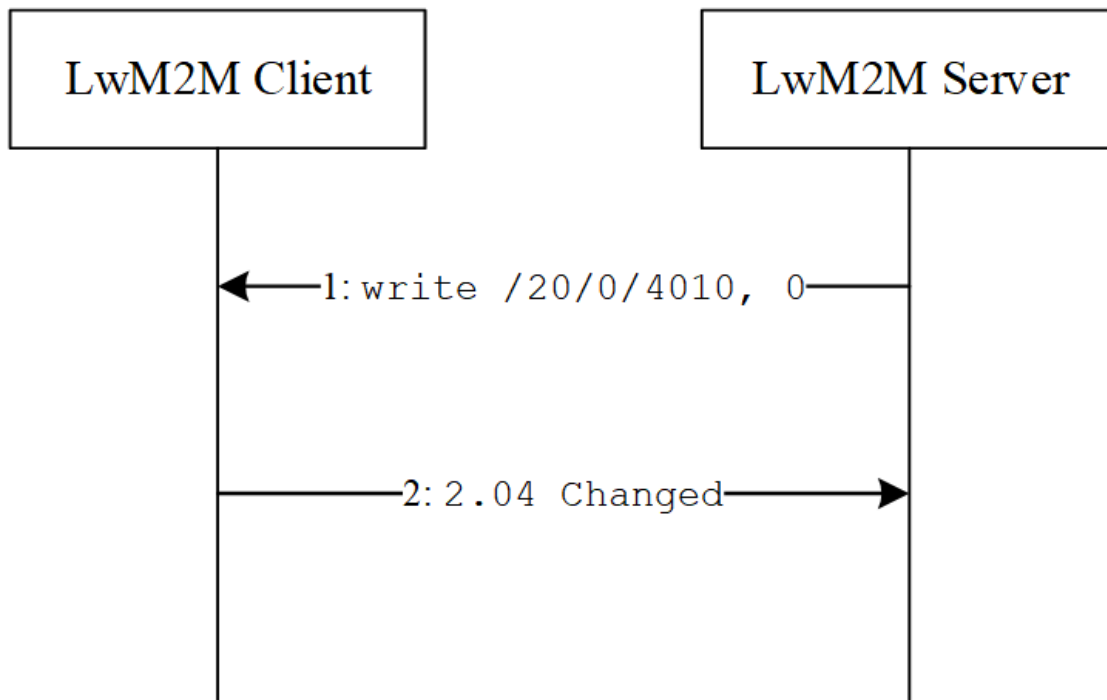 LwM2M Client
LwM2M Server
1: write /20/0/4010, 0
2: 2.04 Changed